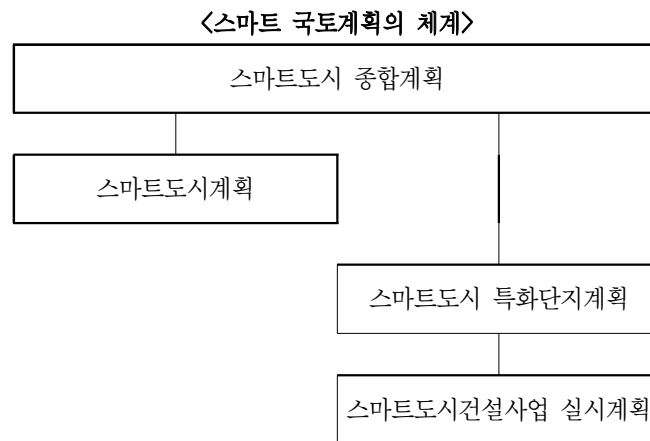 <스마트 국토계획의 체계>
스마트도시 종합계획
스마트도시계획
스마트도시 특화단지계획
스마트도시건설사업 실시계획